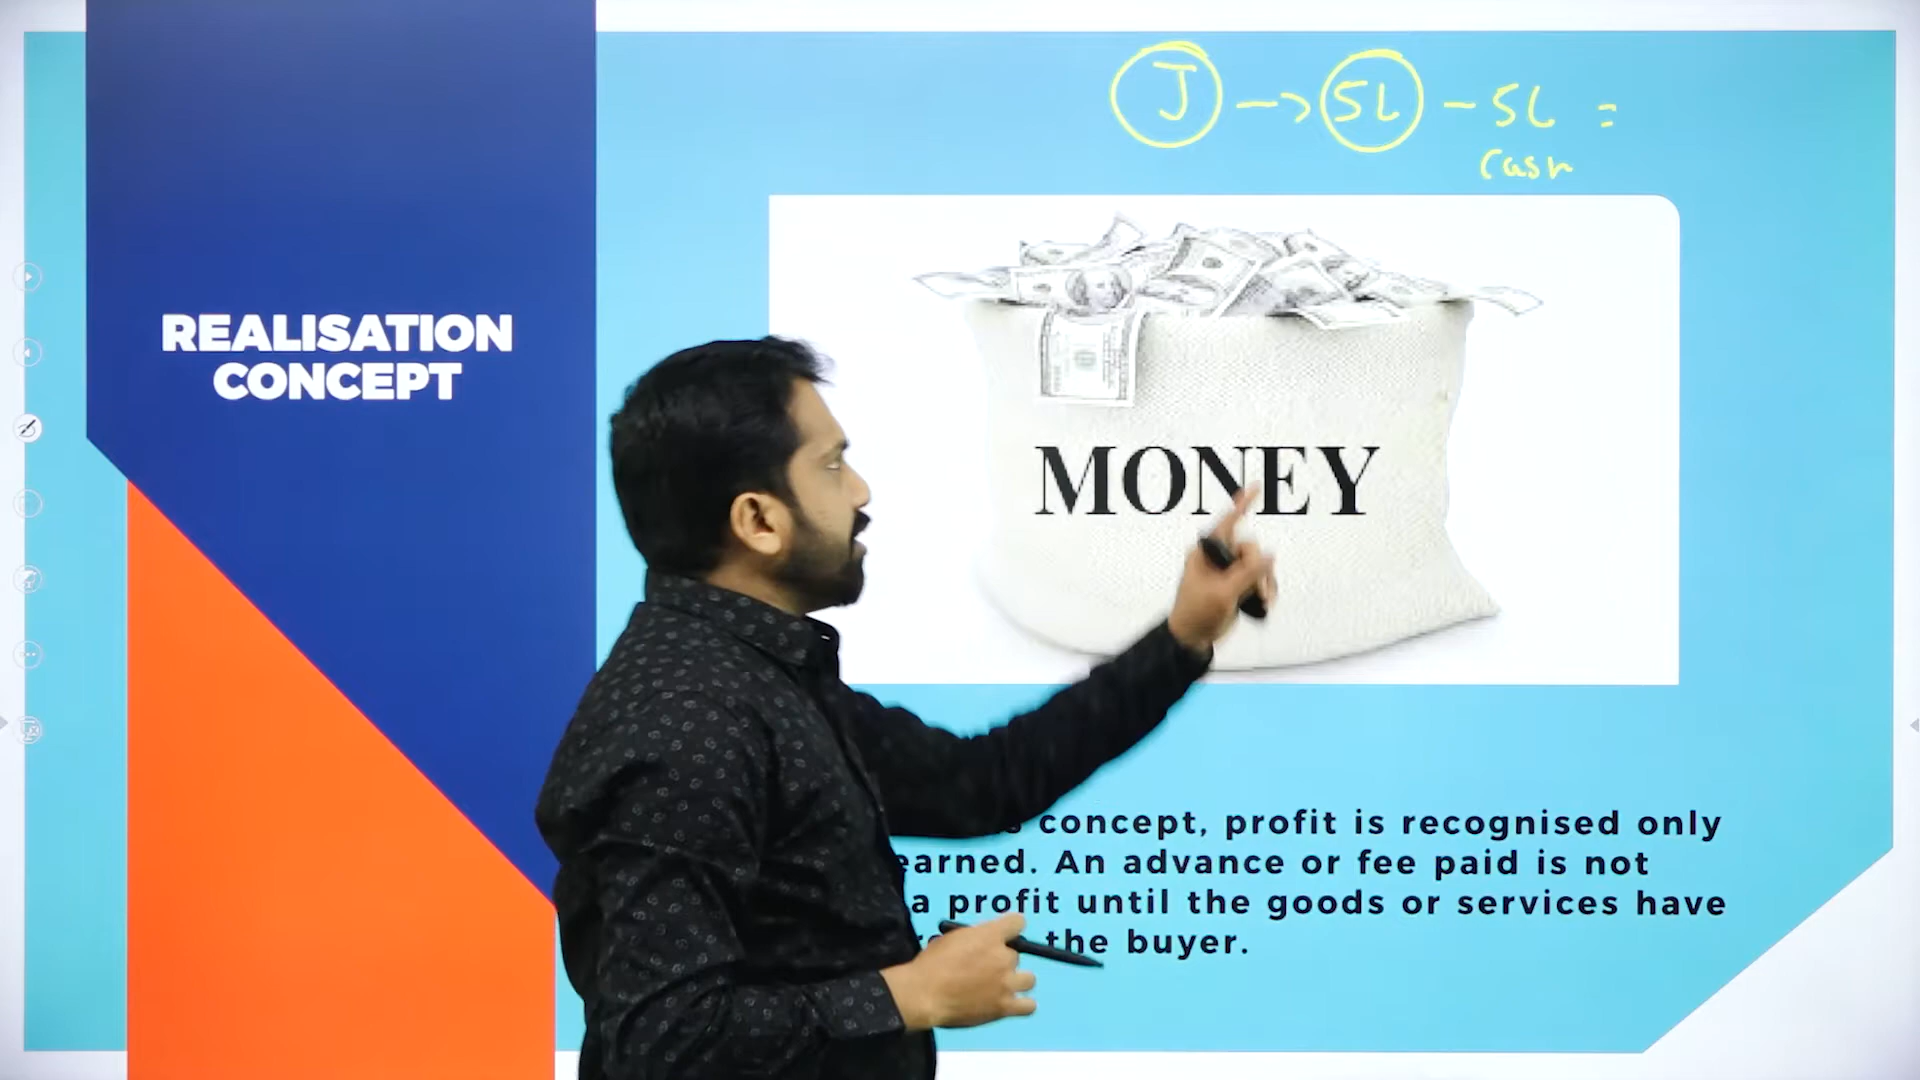 J → 5L - 5L =
Cash
REALISATION
CONCEPT
MONEY
concept, profit is recognised only
earned. An advance or fee paid is not
a profit until the goods or services have
the buyer.